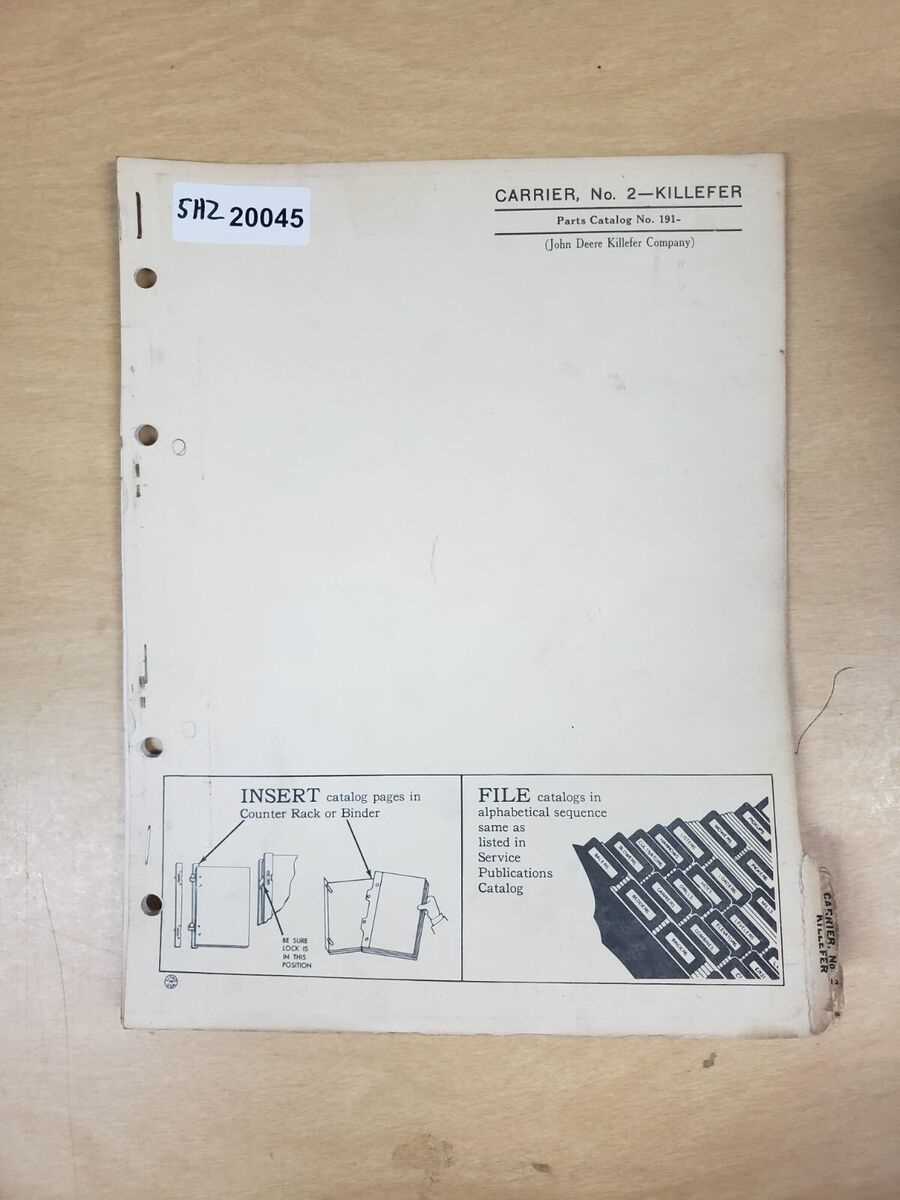 5HZ 20045
CARRIER, No. 2—KILLEFER
Parts Catalog No. 191-
(John Deere Killefer Company)
INSERT catalog pages in
Counter Rack or Binder
BE SURE
LOCK IS
IN THIS
POSITION
FILE catalogs in
alphabetical sequence
same as
listed in
Service
Publications
Catalog
CARRIER, No. 2
KILLEFER